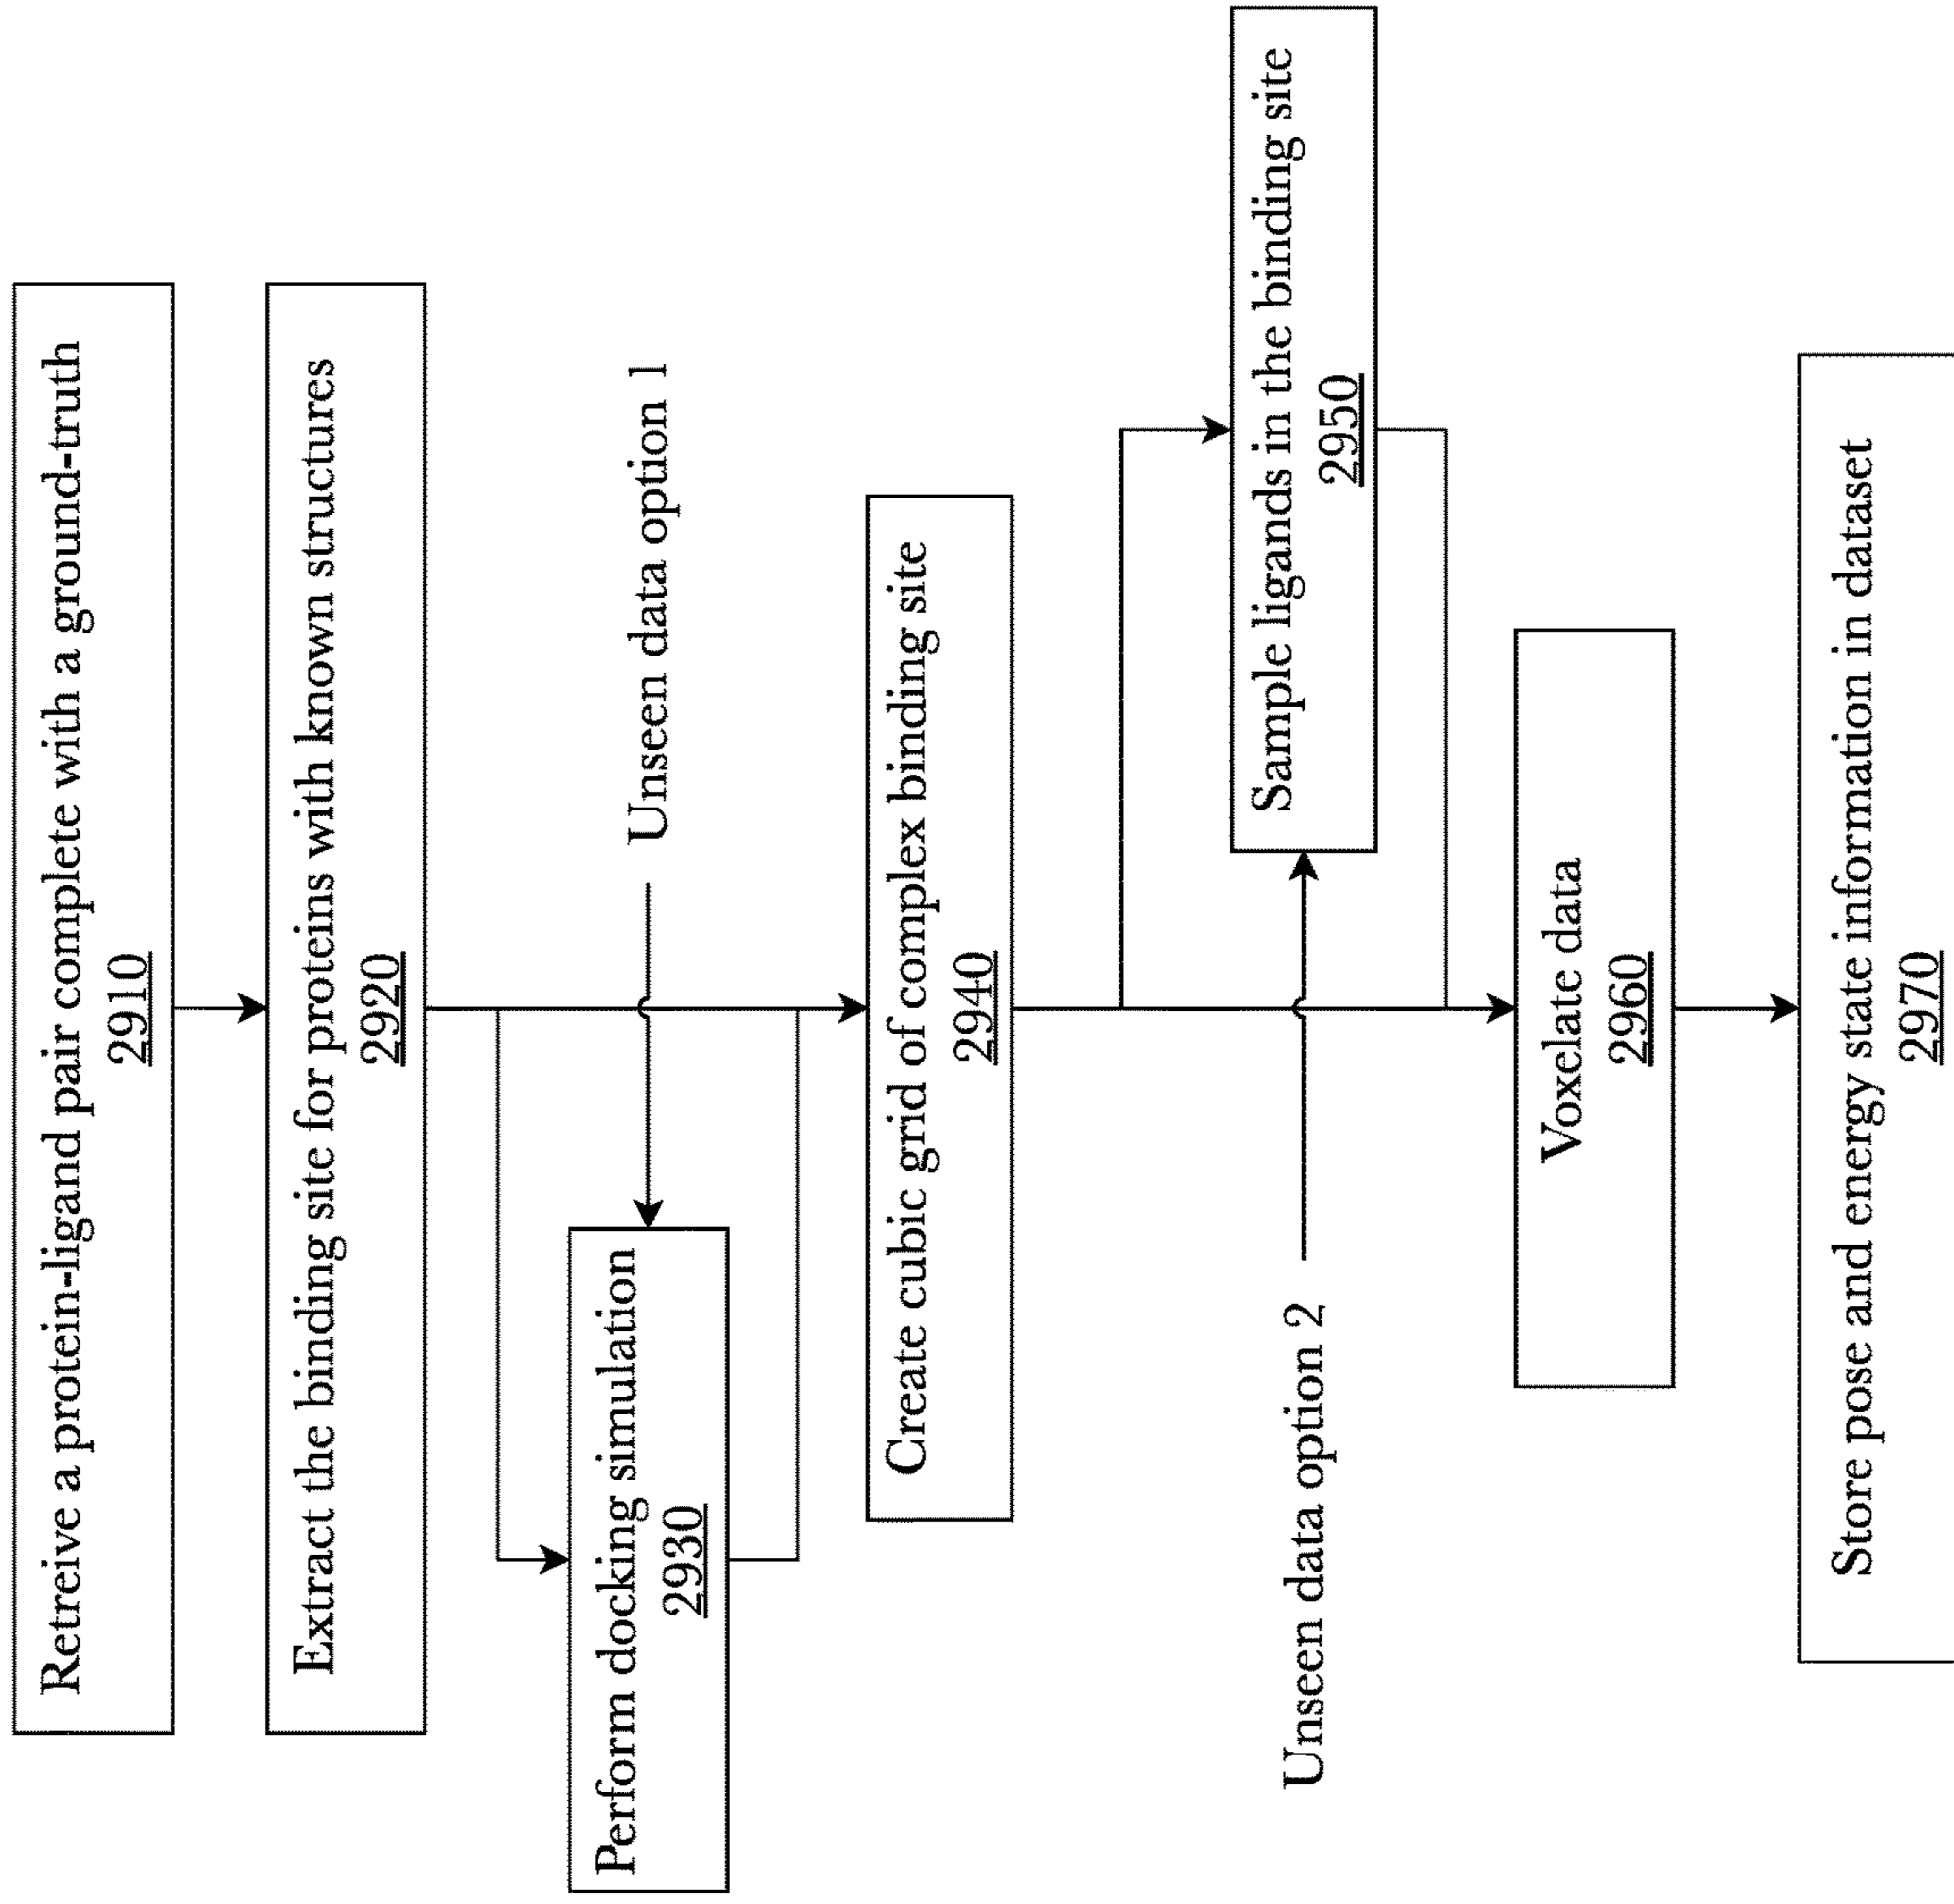 Retreive a protein-ligand pair complete with a ground-truth
2910
Extract the binding site for proteins with known structures
2920
Unseen data option 1
Perform docking simulation
2930
Create cubic grid of complex binding site
2940
Sample ligands in the binding site
2950
Unseen data option 2
Voxelate data
2960
Store pose and energy state information in dataset
2970